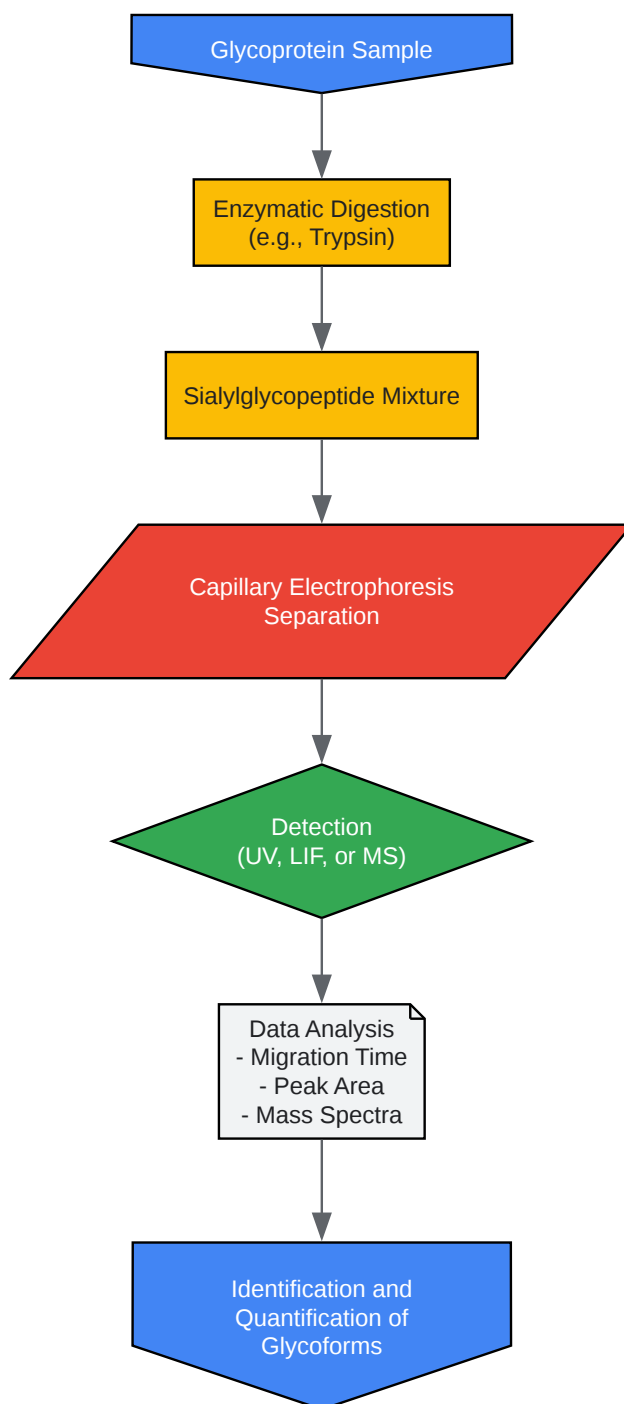 Glycoprotein Sample
Enzymatic Digestion
(e.g., Trypsin)
Sialylglycopeptide Mixture
Capillary Electrophoresis
Separation
Detection
(UV, LIF, or MS)
Data Analysis
- Migration Time
- Peak Area
- Mass Spectra
Identification and
Quantification of
Glycoforms